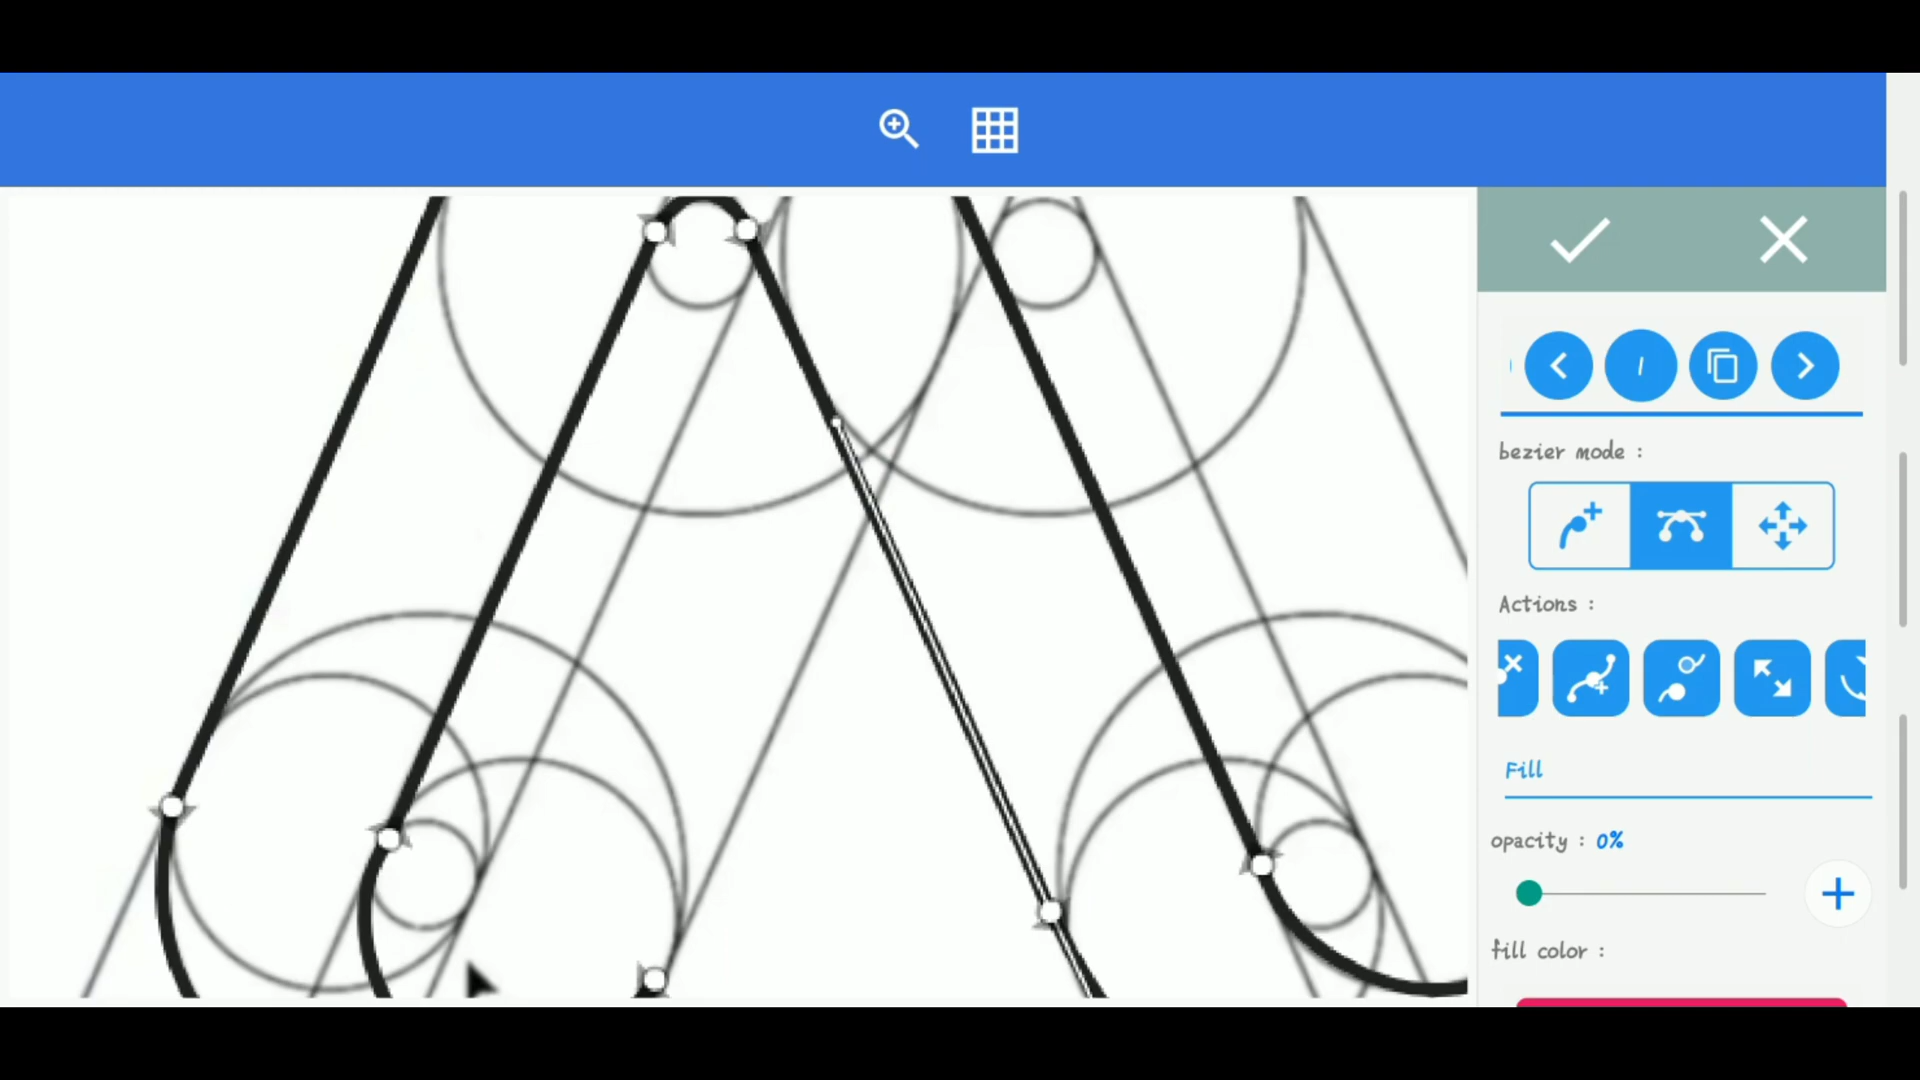 bezier mode :
Actions :
Fill
opacity : 0%
fill color :